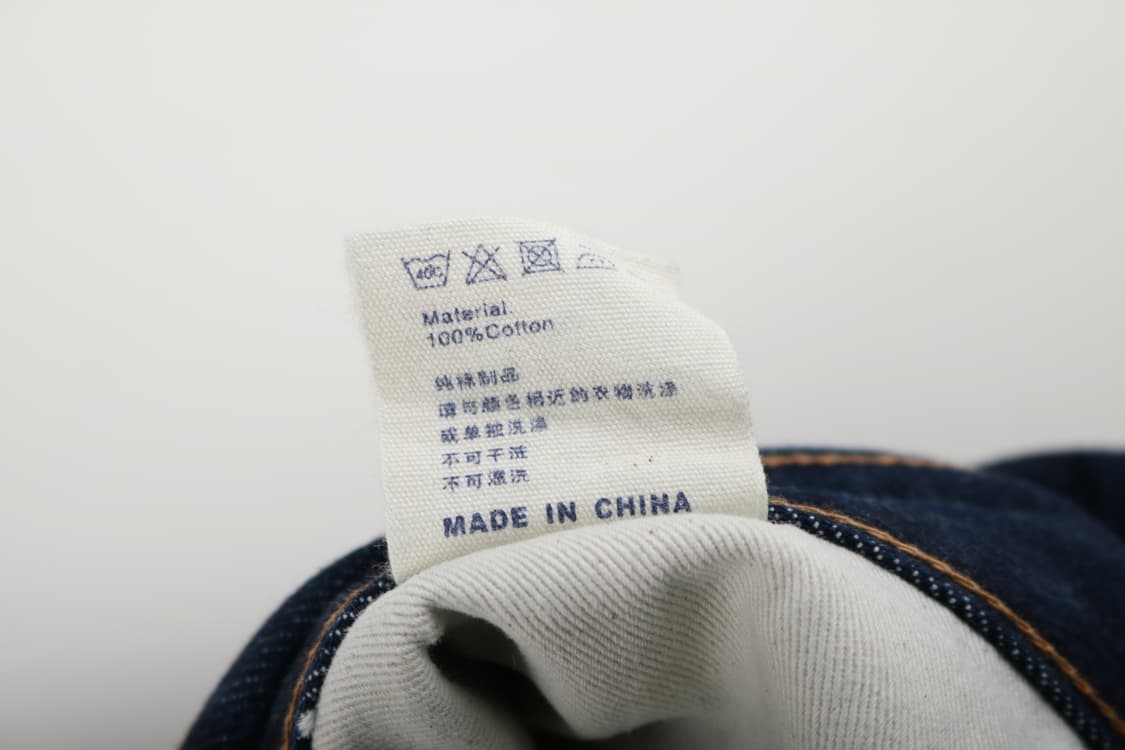 40℃
Material.
100%Cotton
纯棉制品
请与颜色相近的衣物洗涤
或单独洗涤
不可干洗
不可漂洗
MADE IN CHINA